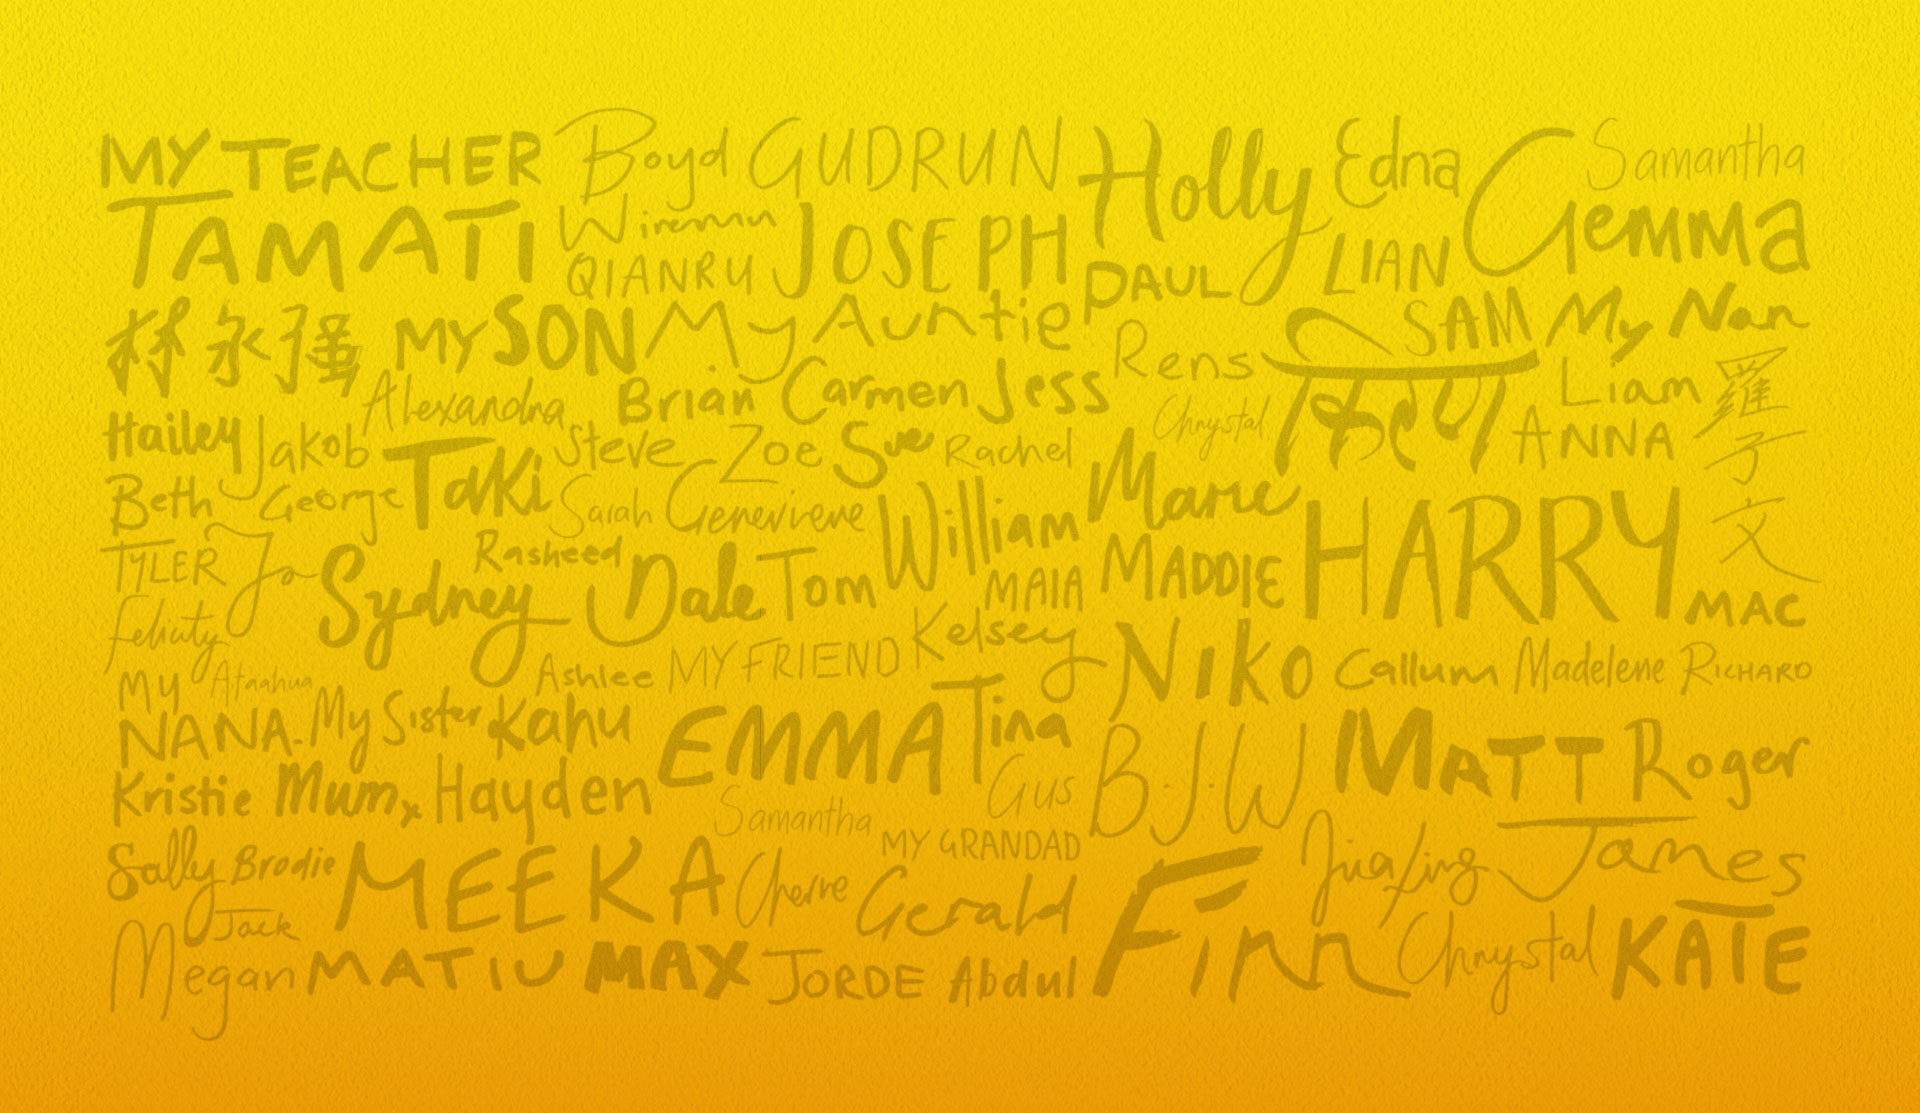 MY TEACHER Boyd GUDRUN Holly Edna Samantha
TAMATI Wiremu JOSEPH Gemma
QIANRU PAUL LIAN
林永强 MY SON My Auntie Rens SAM My Nan
Alexandra Brian Carmen Jess Chrystal किरण Liam 羅子文
Hailey Jakob Taki Steve Zoe Sue Rachel Marie ANNA
Beth George Sarah Genevieve William HARRY
TYLER Jo Sydney Rasheed Dale Tom MAIA MADDIE MAC
Felicity Ashlee MY FRIEND Kelsey NIKO Callum Madelene RICHARD
MY NANA. Ataahua My Sister Kahu EMMA Tina B.J.W MATT Roger
Kristie Mum x Hayden Samantha Gus
Sally Brodie MEEKA MY GRANDAD Finn JiaXing James
Jack Gerald Chrystal KATE
Megan MATIU MAX JORDE Abdul